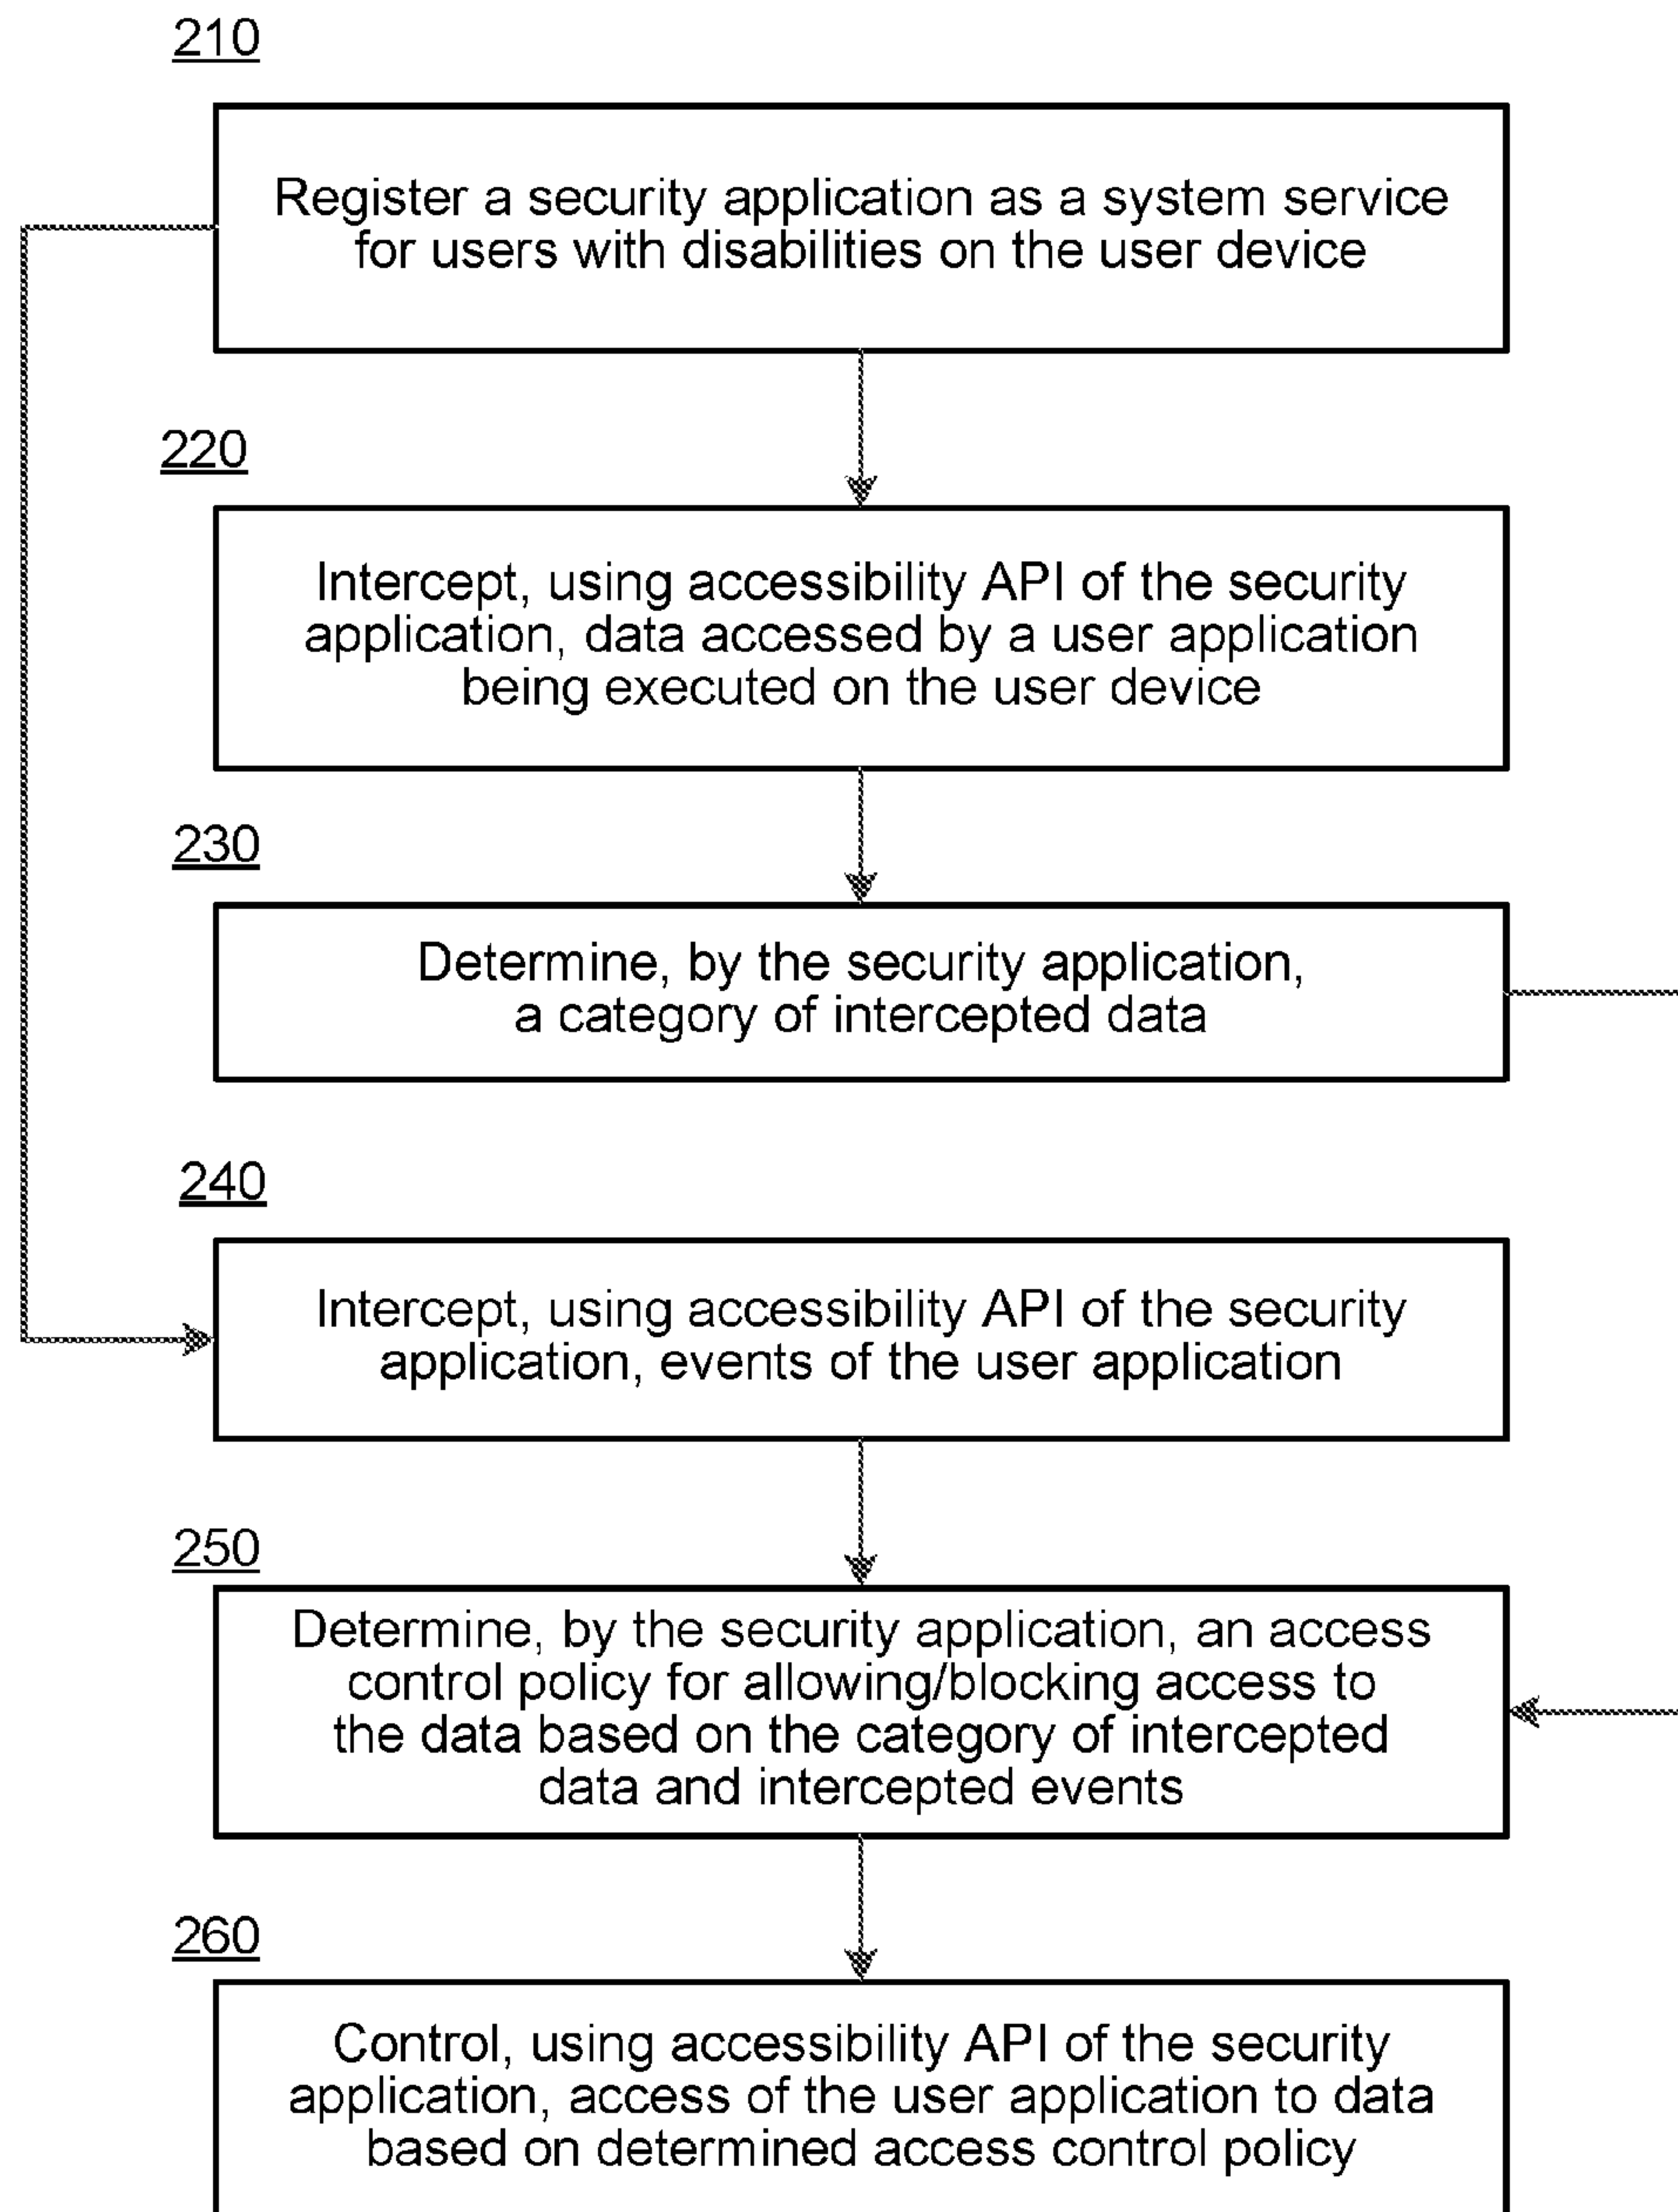 210
Register a security application as a system service
for users with disabilities on the user device
220
Intercept, using accessibility API of the security
application, data accessed by a user application
being executed on the user device
230
Determine, by the security application,
a category of intercepted data
240
Intercept, using accessibility API of the security
application, events of the user application
250
Determine, by the security application, an access
control policy for allowing/blocking access to
the data based on the category of intercepted
data and intercepted events
260
Control, using accessibility API of the security
application, access of the user application to data
based on determined access control policy